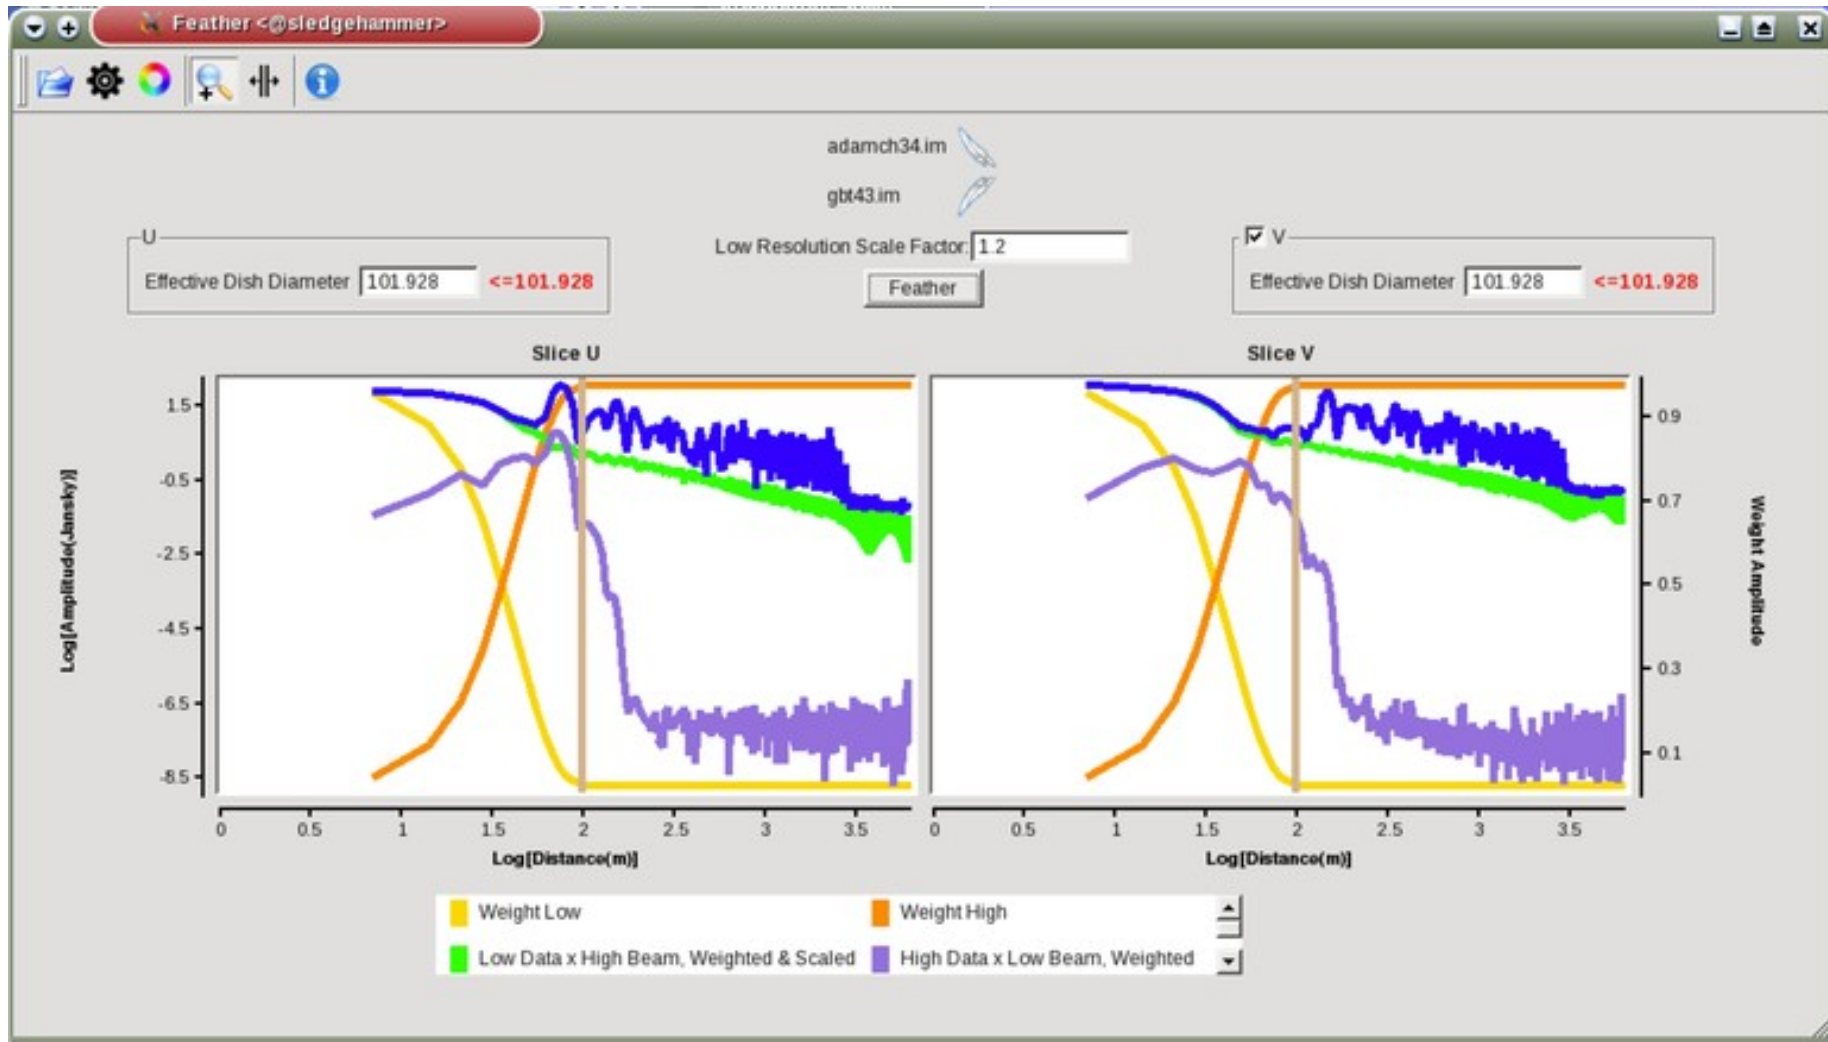 Feather <@sledgehammer>
adamch34.im
gbt43.im
U
Low Resolution Scale Factor: 1.2
V
Effective Dish Diameter 101.928 <=101.928
Feather
Effective Dish Diameter 101.928 <=101.928
Slice U
Slice V
Log[Amplitude(Jansky)]
1.5
-0.5
-2.5
-4.5
-6.5
-8.5
0.9
0.7
0.5
0.3
0.1
Weight Amplitude
0 0.5 1 1.5 2 2.5 3 3.5
0 0.5 1 1.5 2 2.5 3 3.5
Log[Distance(m)]
Log[Distance(m)]
Weight Low
Weight High
Low Data x High Beam, Weighted & Scaled
High Data x Low Beam, Weighted